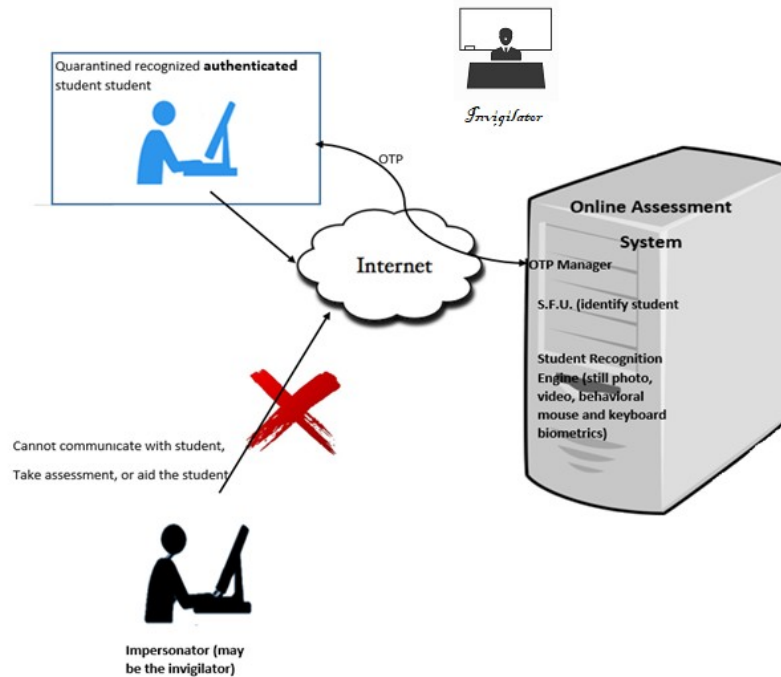 Quarantined recognized authenticated
student student
Invigilator
OTP
Internet
Online Assessment
System
OTP Manager
S.F.U. (identify student
Student Recognition
Engine (still photo,
video, behavioral
mouse and keyboard
biometrics)
Cannot communicate with student,
Take assessment, or aid the student
Impersonator (may
be the invigilator)